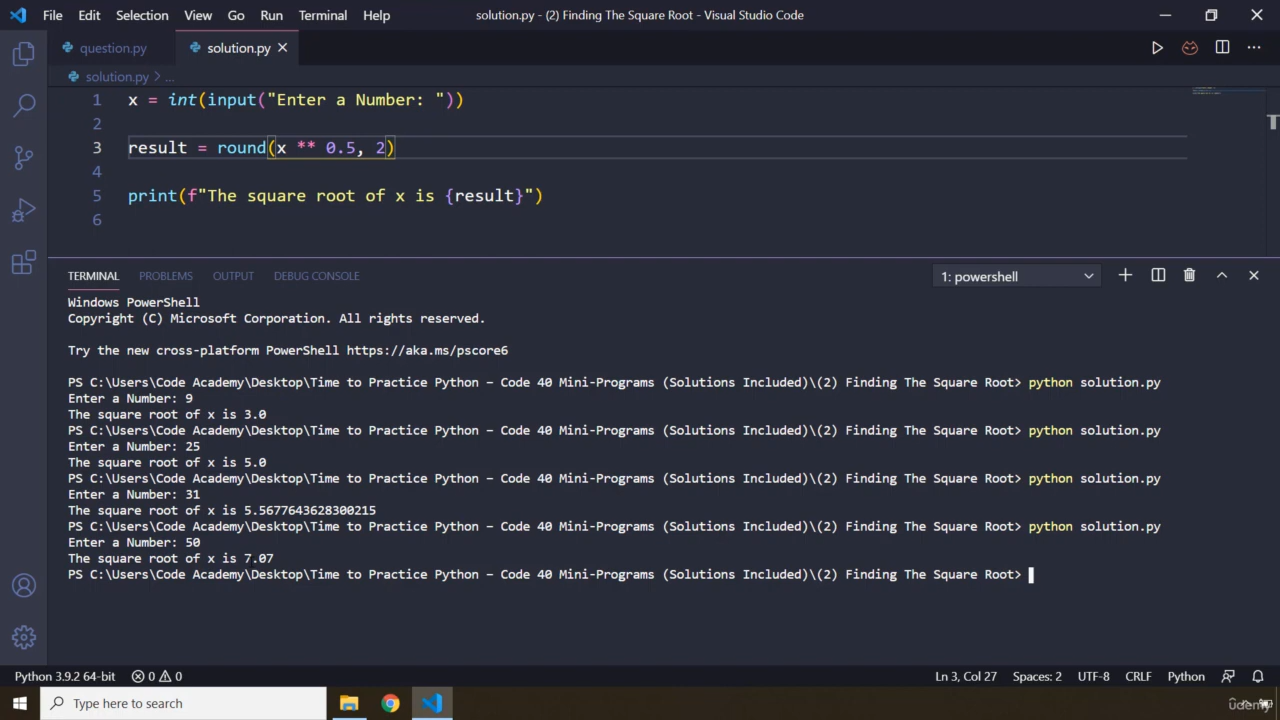 File Edit Selection View Go Run Terminal Help solution.py - (2) Finding The Square Root - Visual Studio Code
question.py solution.py
solution.py > ...
1 x = int(input("Enter a Number: "))
2
3 result = round(x ** 0.5, 2)
4
5 print(f"The square root of x is {result}")
6
TERMINAL PROBLEMS OUTPUT DEBUG CONSOLE 1: powershell
Windows PowerShell
Copyright (C) Microsoft Corporation. All rights reserved.
Try the new cross-platform PowerShell https://aka.ms/pscore6
PS C:\Users\Code Academy\Desktop\Time to Practice Python – Code 40 Mini-Programs (Solutions Included)\(2) Finding The Square Root> python solution.py
Enter a Number: 9
The square root of x is 3.0
PS C:\Users\Code Academy\Desktop\Time to Practice Python – Code 40 Mini-Programs (Solutions Included)\(2) Finding The Square Root> python solution.py
Enter a Number: 25
The square root of x is 5.0
PS C:\Users\Code Academy\Desktop\Time to Practice Python – Code 40 Mini-Programs (Solutions Included)\(2) Finding The Square Root> python solution.py
Enter a Number: 31
The square root of x is 5.5677643628300215
PS C:\Users\Code Academy\Desktop\Time to Practice Python – Code 40 Mini-Programs (Solutions Included)\(2) Finding The Square Root> python solution.py
Enter a Number: 50
The square root of x is 7.07
PS C:\Users\Code Academy\Desktop\Time to Practice Python – Code 40 Mini-Programs (Solutions Included)\(2) Finding The Square Root>
Python 3.9.2 64-bit 0 0 Ln 3, Col 27 Spaces: 2 UTF-8 CRLF Python
Type here to search udemy